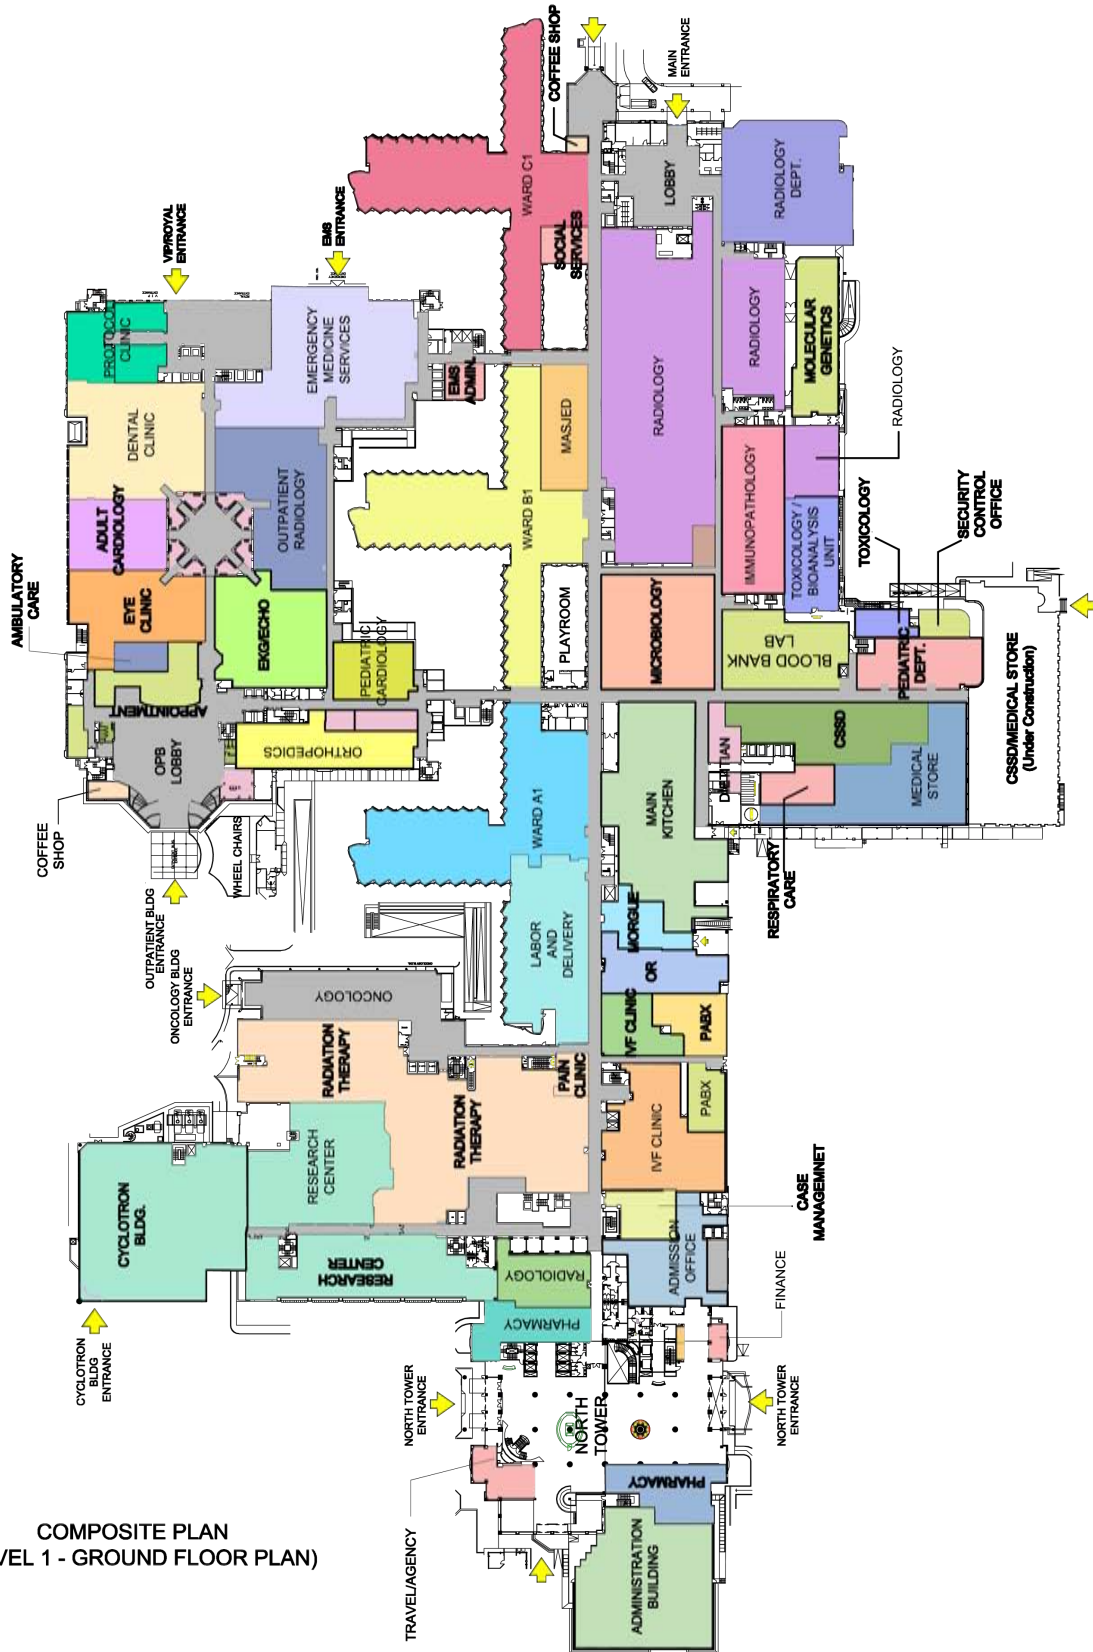 COFFEE SHOP
MAIN
ENTRANCE
VIP/ROYAL
ENTRANCE
EMS
ENTRANCE
WARD C1
LOBBY
RADIOLOGY
DEPT.
SOCIAL
SERVICES
PROTOCOL
CLINIC
EMERGENCY
MEDICINE
SERVICES
EMS
ADMIN.
RADIOLOGY
MOLECULAR
GENETICS
RADIOLOGY
DENTAL
CLINIC
MASJED
RADIOLOGY
ADULT
CARDIOLOGY
OUTPATIENT
RADIOLOGY
WARD B1
IMMUNOPATHOLOGY
TOXICOLOGY /
BIOANALYSIS
UNIT
TOXICOLOGY
SECURITY
CONTROL
OFFICE
AMBULATORY
CARE
EYE
CLINIC
EKG/ECHO
PEDIATRIC
CARDIOLOGY
PLAYROOM
MICROBIOLOGY
BLOOD BANK
LAB
PEDIATRIC
DEPT.
APPOINTMENT
OPB
LOBBY
ORTHOPEDICS
DIETITIAN
CSSD
MEDICAL
STORE
CSSD/MEDICAL STORE
(Under Construction)
COFFEE
SHOP
WHEEL CHAIRS
WARD A1
MAIN
KITCHEN
RESPIRATORY
CARE
OUTPATIENT BLDG
ENTRANCE
ONCOLOGY BLDG
ENTRANCE
LABOR
AND
DELIVERY
MORGUE
OR
ONCOLOGY
IVF CLINIC
PABX
RADIATION
THERAPY
PAIN
CLINIC
RADIATION
THERAPY
RESEARCH
CENTER
IVF CLINIC
PABX
CYCLOTRON
BLDG.
CASE
MANAGEMNET
RESEARCH
CENTER
RADIOLOGY
ADMISSION
OFFICE
FINANCE
PHARMACY
CYCLOTRON
BLDG
ENTRANCE
NORTH TOWER
ENTRANCE
NORTH
TOWER
NORTH TOWER
ENTRANCE
PHARMACY
TRAVEL/AGENCY
ADMINISTRATION
BUILDING
COMPOSITE PLAN
VEL 1 - GROUND FLOOR PLAN)